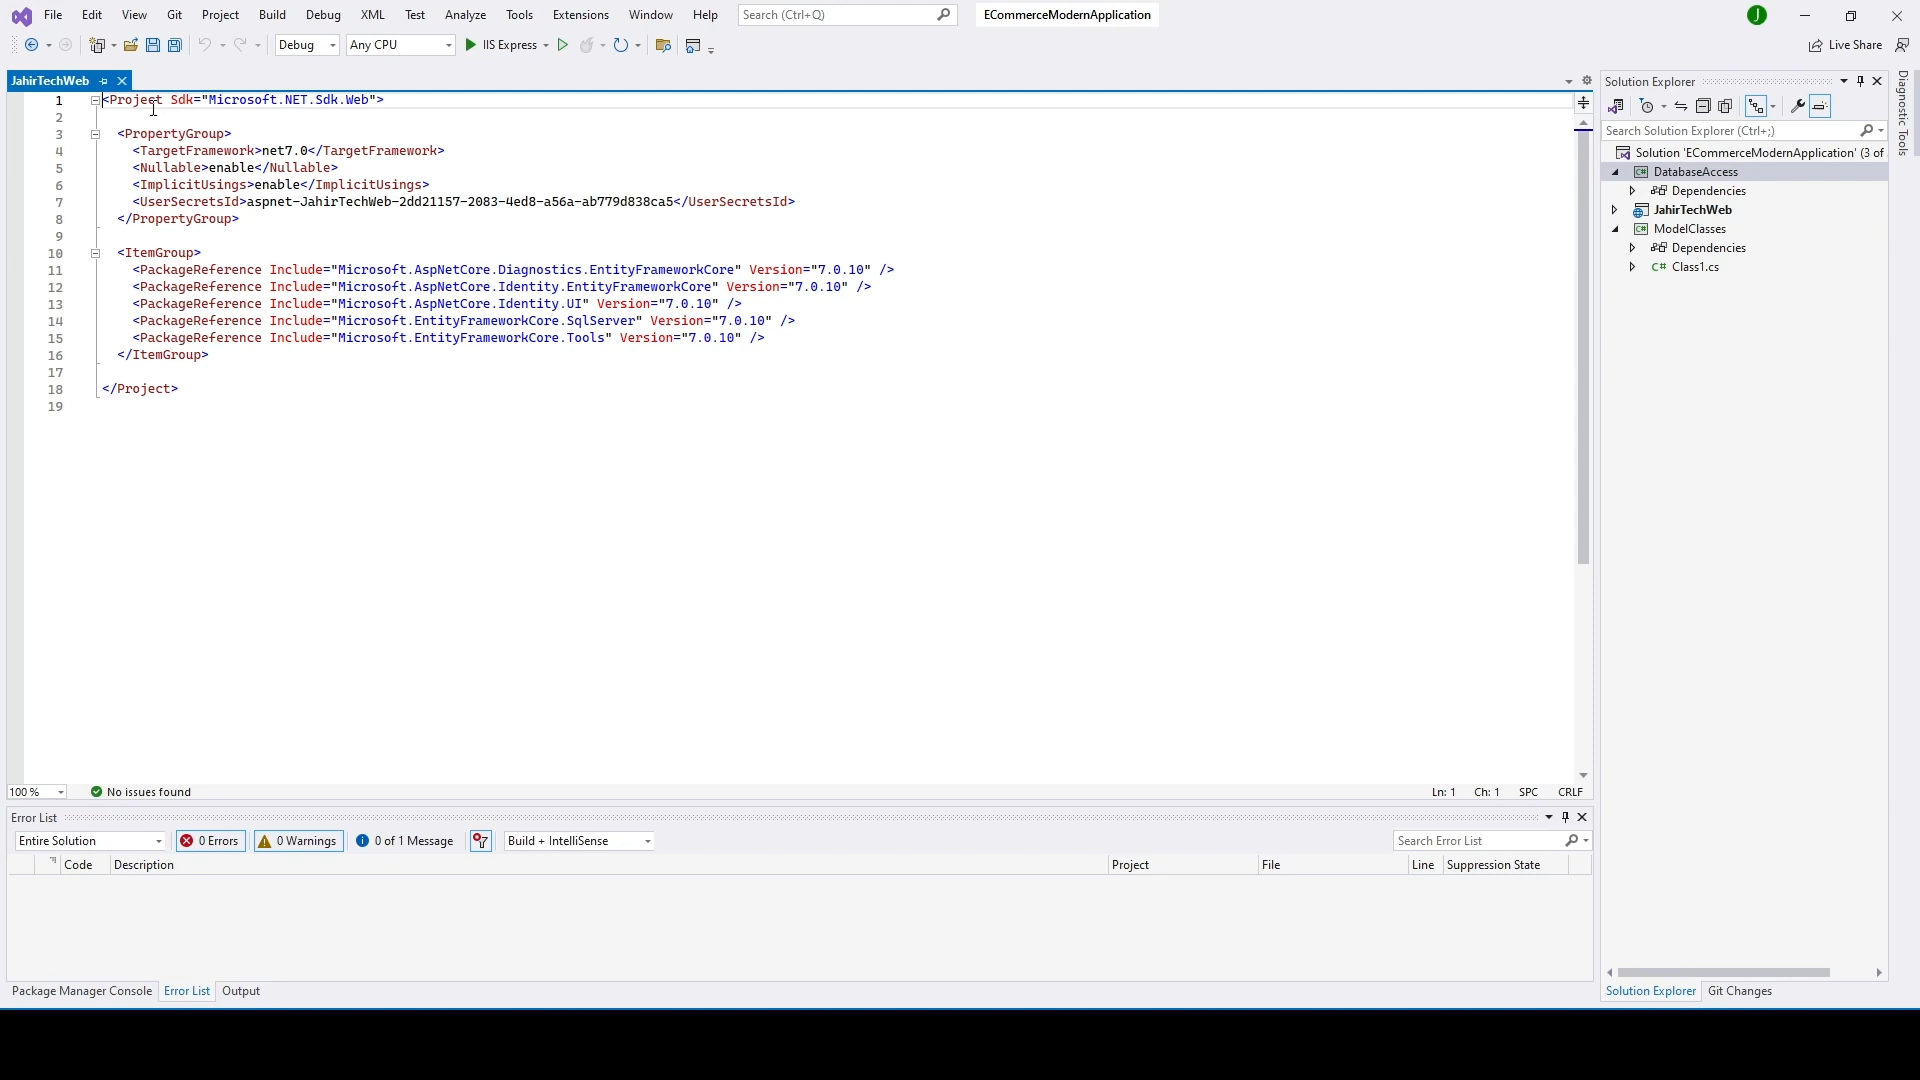 File Edit View Git Project Build Debug XML Test Analyze Tools Extensions Window Help Search (Ctrl+Q) ECommerceModernApplication J
Debug Any CPU IIS Express Live Share
JahirTechWeb
1 <Project Sdk="Microsoft.NET.Sdk.Web">
2
3 <PropertyGroup>
4 <TargetFramework>net7.0</TargetFramework>
5 <Nullable>enable</Nullable>
6 <ImplicitUsings>enable</ImplicitUsings>
7 <UserSecretsId>aspnet-JahirTechWeb-2dd21157-2083-4ed8-a56a-ab779d838ca5</UserSecretsId>
8 </PropertyGroup>
9
10 <ItemGroup>
11 <PackageReference Include="Microsoft.AspNetCore.Diagnostics.EntityFrameworkCore" Version="7.0.10" />
12 <PackageReference Include="Microsoft.AspNetCore.Identity.EntityFrameworkCore" Version="7.0.10" />
13 <PackageReference Include="Microsoft.AspNetCore.Identity.UI" Version="7.0.10" />
14 <PackageReference Include="Microsoft.EntityFrameworkCore.SqlServer" Version="7.0.10" />
15 <PackageReference Include="Microsoft.EntityFrameworkCore.Tools" Version="7.0.10" />
16 </ItemGroup>
17
18 </Project>
19
100 % No issues found Ln: 1 Ch: 1 SPC CRLF
Error List
Entire Solution 0 Errors 0 Warnings 0 of 1 Message Build + IntelliSense Search Error List
Code Description Project File Line Suppression State
Package Manager Console Error List Output
Solution Explorer
Search Solution Explorer (Ctrl+;)
Solution 'ECommerceModernApplication' (3 of
C# DatabaseAccess
Dependencies
JahirTechWeb
C# ModelClasses
Dependencies
C# Class1.cs
Solution Explorer Git Changes
Diagnostic Tools